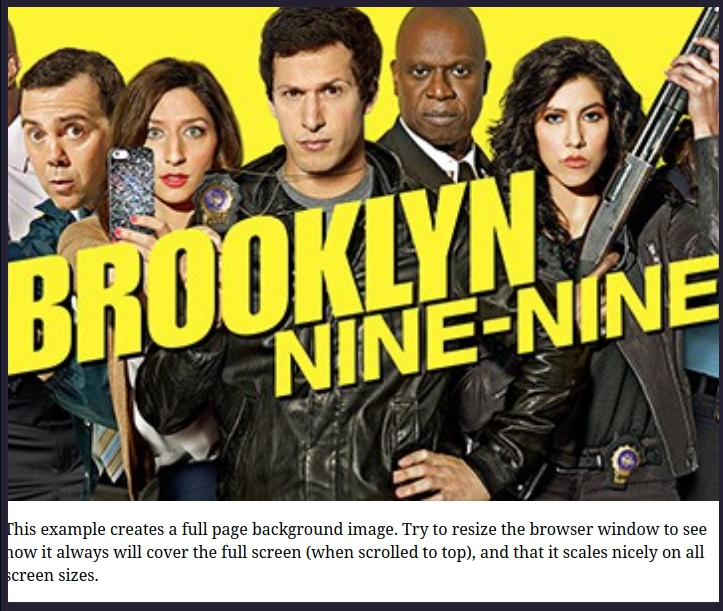 BROOKLYN
NINE-NINE
This example creates a full page background image. Try to resize the browser window to see
how it always will cover the full screen (when scrolled to top), and that it scales nicely on all
screen sizes.